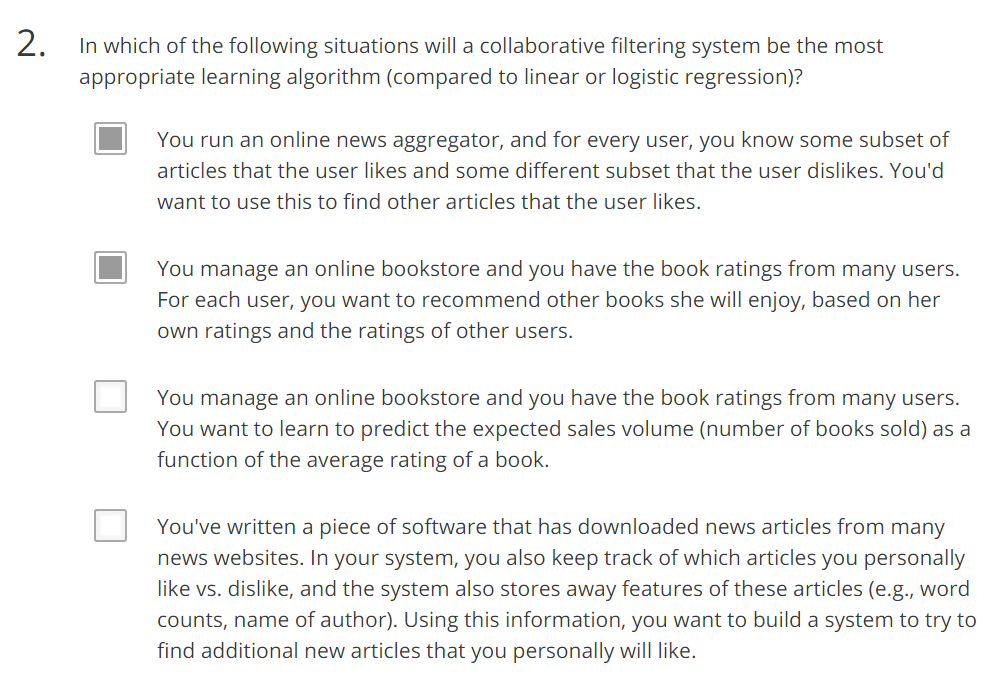 2. In which of the following situations will a collaborative filtering system be the most
appropriate learning algorithm (compared to linear or logistic regression)?
You run an online news aggregator, and for every user, you know some subset of
articles that the user likes and some different subset that the user dislikes. You'd
want to use this to find other articles that the user likes.
You manage an online bookstore and you have the book ratings from many users.
For each user, you want to recommend other books she will enjoy, based on her
own ratings and the ratings of other users.
You manage an online bookstore and you have the book ratings from many users.
You want to learn to predict the expected sales volume (number of books sold) as a
function of the average rating of a book.
You've written a piece of software that has downloaded news articles from many
news websites. In your system, you also keep track of which articles you personally
like vs. dislike, and the system also stores away features of these articles (e.g., word
counts, name of author). Using this information, you want to build a system to try to
find additional new articles that you personally will like.